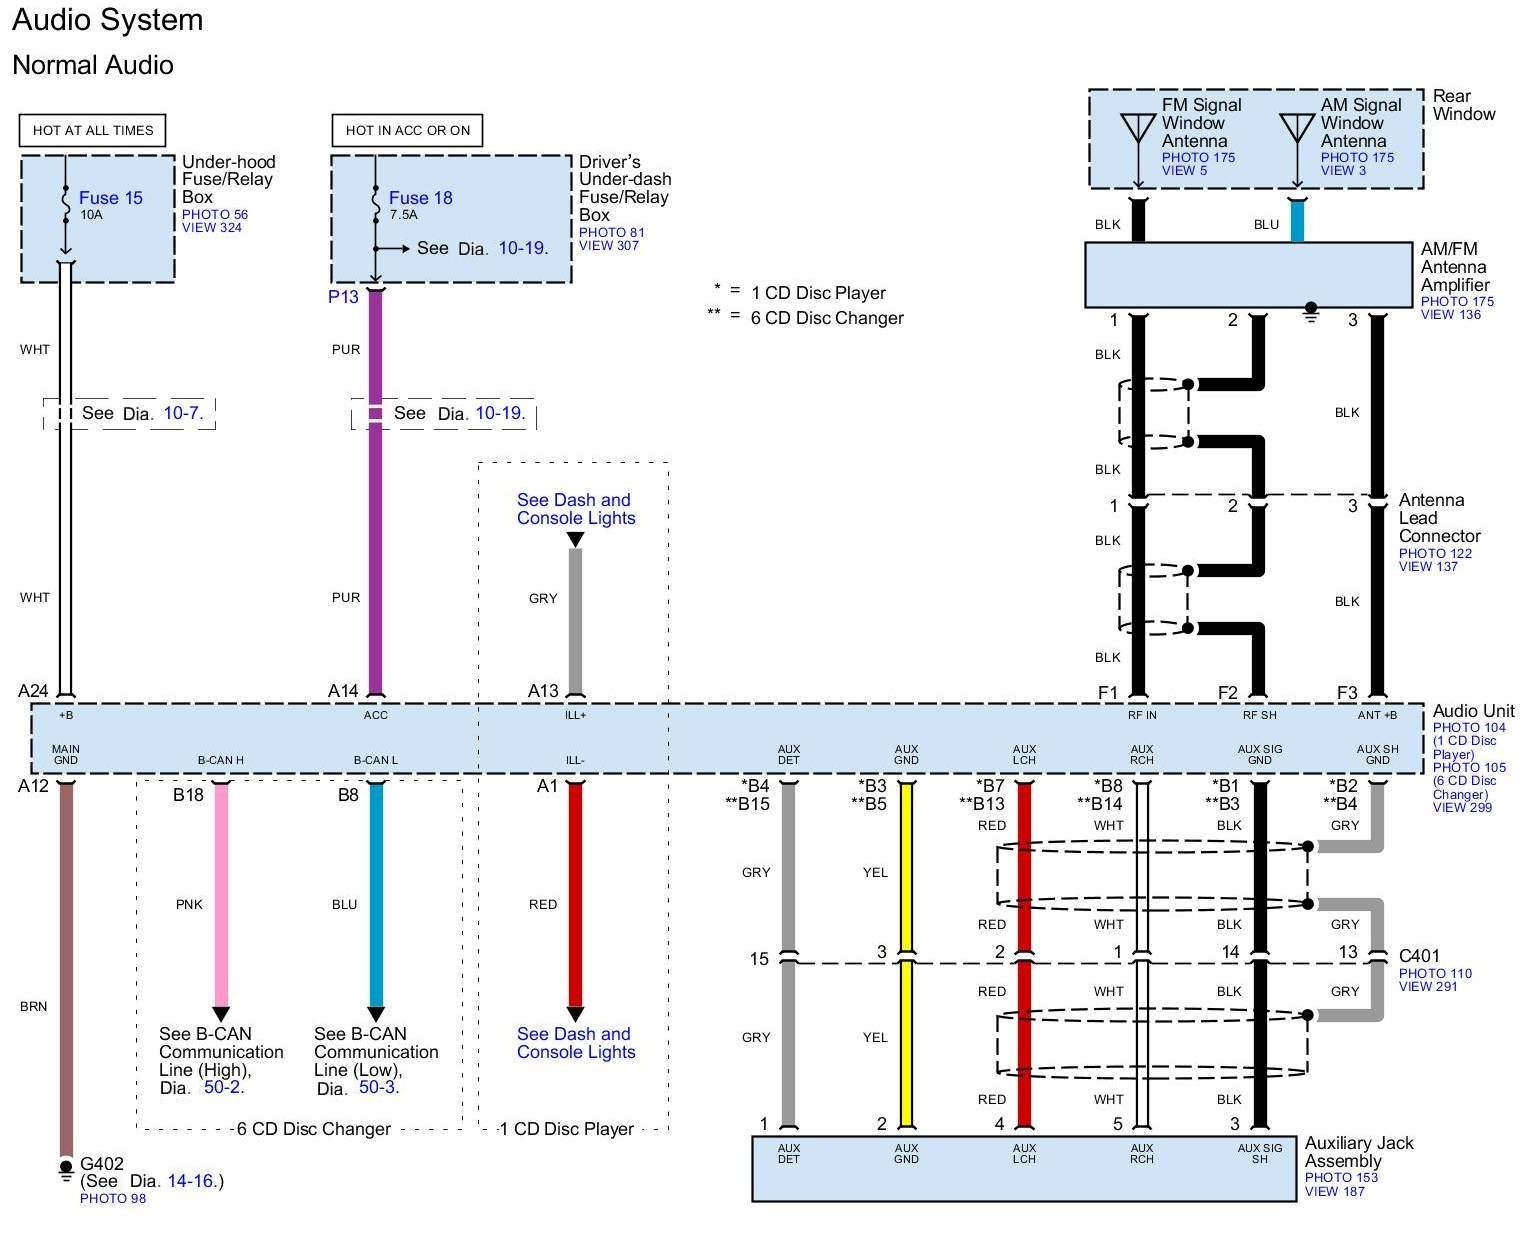 Audio System
Normal Audio
HOT AT ALL TIMES
Fuse 15
10A
Under-hood
Fuse/Relay
Box
PHOTO 56
VIEW 324
HOT IN ACC OR ON
Fuse 18
7.5A
See Dia. 10-19.
Driver's
Under-dash
Fuse/Relay
Box
PHOTO 81
VIEW 307
P13
* = 1 CD Disc Player
** = 6 CD Disc Changer
FM Signal
Window
Antenna
PHOTO 175
VIEW 5
AM Signal
Window
Antenna
PHOTO 175
VIEW 3
Rear
Window
BLK
BLU
AM/FM
Antenna
Amplifier
PHOTO 175
VIEW 136
1
2
3
WHT
PUR
BLK
See Dia. 10-7.
See Dia. 10-19.
BLK
BLK
See Dash and
Console Lights
1
2
3
Antenna
Lead
Connector
PHOTO 122
VIEW 137
BLK
WHT
PUR
GRY
BLK
BLK
A24
A14
A13
F1
F2
F3
+B
ACC
ILL+
RF IN
RF SH
ANT +B
MAIN
GND
B-CAN H
B-CAN L
ILL-
AUX
DET
AUX
GND
AUX
LCH
AUX
RCH
AUX SIG
GND
AUX SH
GND
Audio Unit
PHOTO 104
(1 CD Disc
Player)
PHOTO 105
(6 CD Disc
Changer)
VIEW 299
A12
B18
B8
A1
*B4
**B15
*B3
**B5
*B7
**B13
*B8
**B14
*B1
**B3
*B2
**B4
RED
WHT
BLK
GRY
GRY
YEL
PNK
BLU
RED
RED
WHT
BLK
GRY
15
3
2
1
14
13
C401
PHOTO 110
VIEW 291
BRN
RED
WHT
BLK
GRY
See B-CAN
Communication
Line (High),
Dia. 50-2.
See B-CAN
Communication
Line (Low),
Dia. 50-3.
See Dash and
Console Lights
GRY
YEL
RED
WHT
BLK
6 CD Disc Changer
1 CD Disc Player
1
2
4
5
3
AUX
DET
AUX
GND
AUX
LCH
AUX
RCH
AUX SIG
SH
Auxiliary Jack
Assembly
PHOTO 153
VIEW 187
G402
(See Dia. 14-16.)
PHOTO 98